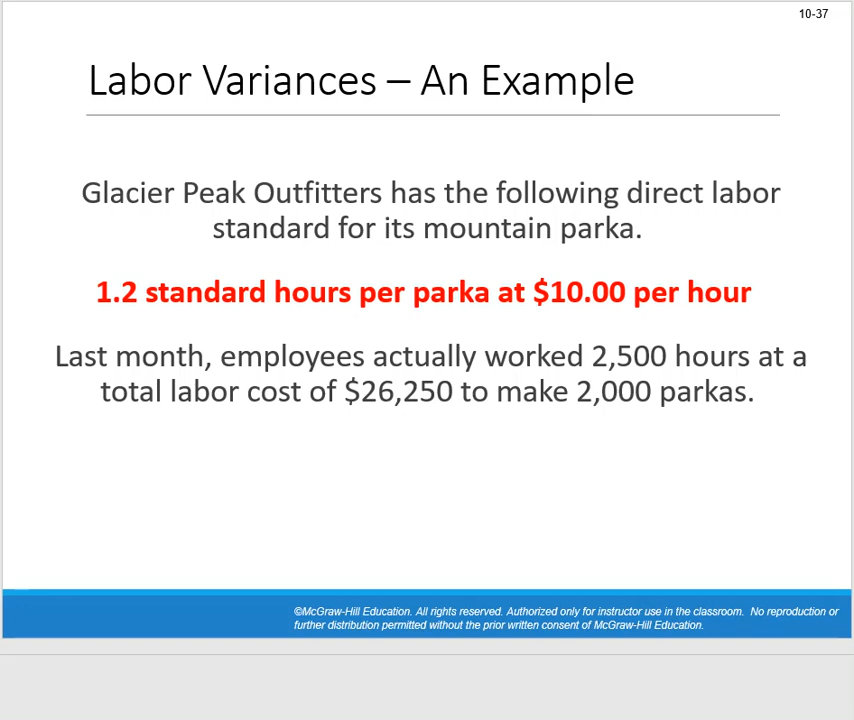 10-37
Labor Variances – An Example
Glacier Peak Outfitters has the following direct labor
standard for its mountain parka.
1.2 standard hours per parka at $10.00 per hour
Last month, employees actually worked 2,500 hours at a
total labor cost of $26,250 to make 2,000 parkas.
©McGraw-Hill Education. All rights reserved. Authorized only for instructor use in the classroom.  No reproduction or
further distribution permitted without the prior written consent of McGraw-Hill Education.